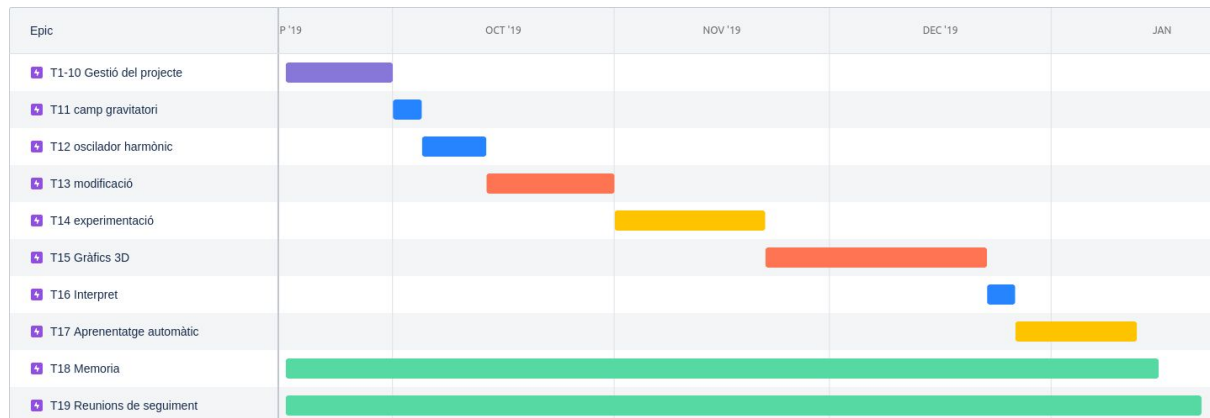 Epic P '19 OCT '19 NOV '19 DEC '19 JAN
T1-10 Gestió del projecte
T11 camp gravitatori
T12 oscilador harmònic
T13 modificació
T14 experimentació
T15 Gràfics 3D
T16 Interpret
T17 Aprenentatge automàtic
T18 Memoria
T19 Reunions de seguiment